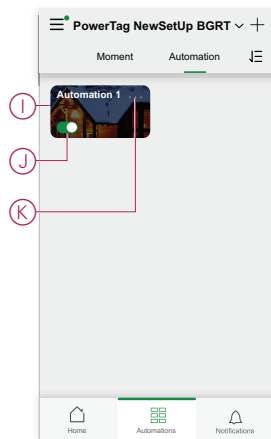 PowerTag NewSetUp BGRT
Moment Automation
I
Automation 1 ...
J
K
Home Automations Notifications